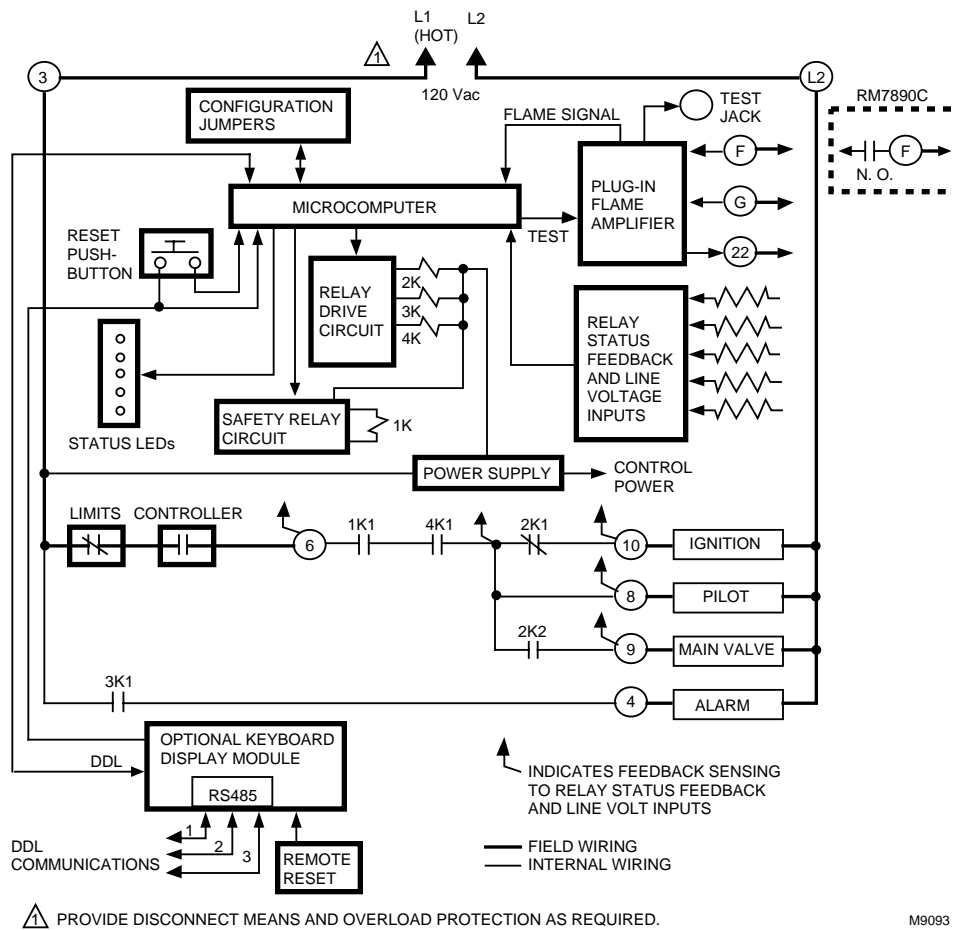 L1
(HOT)
L2
1
3
L2
120 Vac
CONFIGURATION
JUMPERS
FLAME SIGNAL
TEST
JACK
RM7890C
F
F
N. O.
PLUG-IN
FLAME
AMPLIFIER
G
22
MICROCOMPUTER
TEST
RESET
PUSH-
BUTTON
RELAY
DRIVE
CIRCUIT
2K
3K
4K
RELAY
STATUS
FEEDBACK
AND LINE
VOLTAGE
INPUTS
STATUS LEDs
SAFETY RELAY
CIRCUIT
1K
POWER SUPPLY
CONTROL
POWER
LIMITS
CONTROLLER
6
1K1
4K1
2K1
10
IGNITION
8
PILOT
2K2
9
MAIN VALVE
3K1
4
ALARM
OPTIONAL KEYBOARD
DISPLAY MODULE
DDL
RS485
INDICATES FEEDBACK SENSING
TO RELAY STATUS FEEDBACK
AND LINE VOLT INPUTS
1
2
3
DDL
COMMUNICATIONS
REMOTE
RESET
FIELD WIRING
INTERNAL WIRING
1 PROVIDE DISCONNECT MEANS AND OVERLOAD PROTECTION AS REQUIRED.
M9093